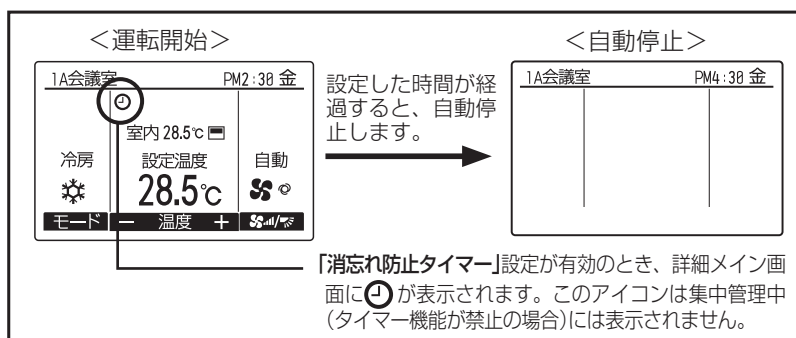 <運転開始>
1A会議室 PM2:30 金
室内 28.5℃
冷房 設定温度 自動
28.5℃
モード － 温度 ＋
設定した時間が経
過すると、自動停
止します。
<自動停止>
1A会議室 PM4:30 金
「消忘れ防止タイマー」設定が有効のとき、詳細メイン画
面に が表示されます。このアイコンは集中管理中
（タイマー機能が禁止の場合）には表示されません。